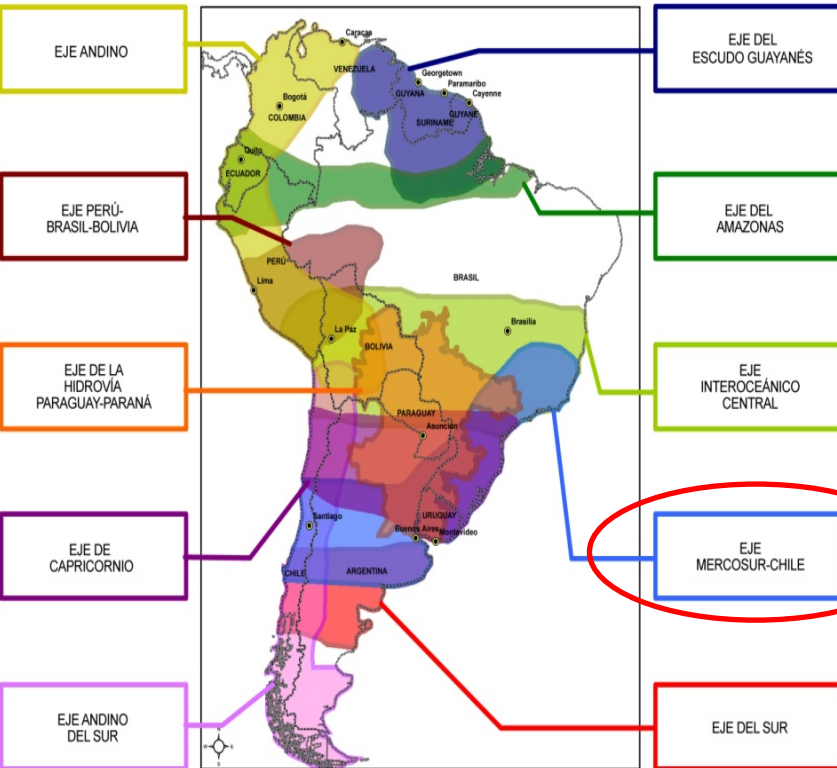 EJE ANDINO
EJE PERÚ-
BRASIL-BOLIVIA
EJE DE LA
HIDROVÍA
PARAGUAY-PARANÁ
EJE DE
CAPRICORNIO
EJE ANDINO
DEL SUR
Caracas
VENEZUELA
Georgetown
Paramaribo
GUYANA
Cayenne
Bogotá
GUYANE
COLOMBIA
SURINAME
Quito
ECUADOR
PERÚ
BRASIL
Lima
Brasilia
La Paz
BOLIVIA
PARAGUAY
Asunción
URUGUAY
Santiago
Buenos Aires
Montevideo
CHILE
ARGENTINA
N
W
E
S
EJE DEL
ESCUDO GUAYANÉS
EJE DEL
AMAZONAS
EJE
INTEROCEÁNICO
CENTRAL
EJE
MERCOSUR-CHILE
EJE DEL SUR